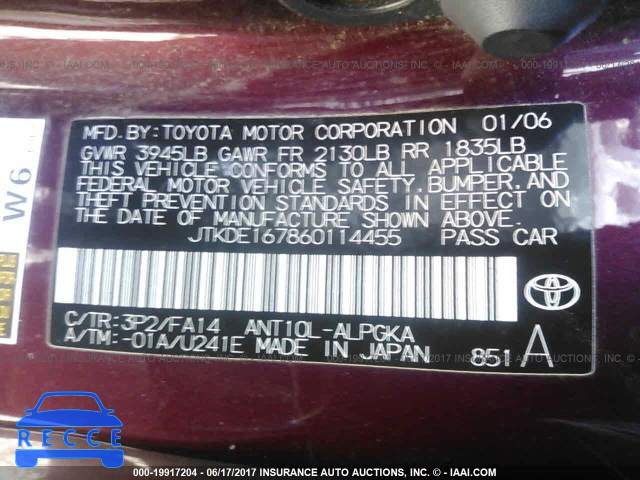 MFD.BY:TOYOTA MOTOR CORPORATION 01/06
GVWR 3945LB GAWR FR 2130LB RR 1835LB
THIS VEHICLE CONFORMS TO ALL APPLICABLE
FEDERAL MOTOR VEHICLE SAFETY, BUMPER, AND
THEFT PREVENTION STANDARDS IN EFFECT ON
THE DATE OF MANUFACTURE SHOWN ABOVE.
JTKDE167860114455 PASS CAR
C/TR:3P2/FA14 ANT10L-ALPGKA
A/TM:-01A/U241E MADE IN JAPAN 851A
W6
RECCE
000-19917204 - 06/17/2017 INSURANCE AUTO AUCTIONS, INC. - © - IAAI.COM